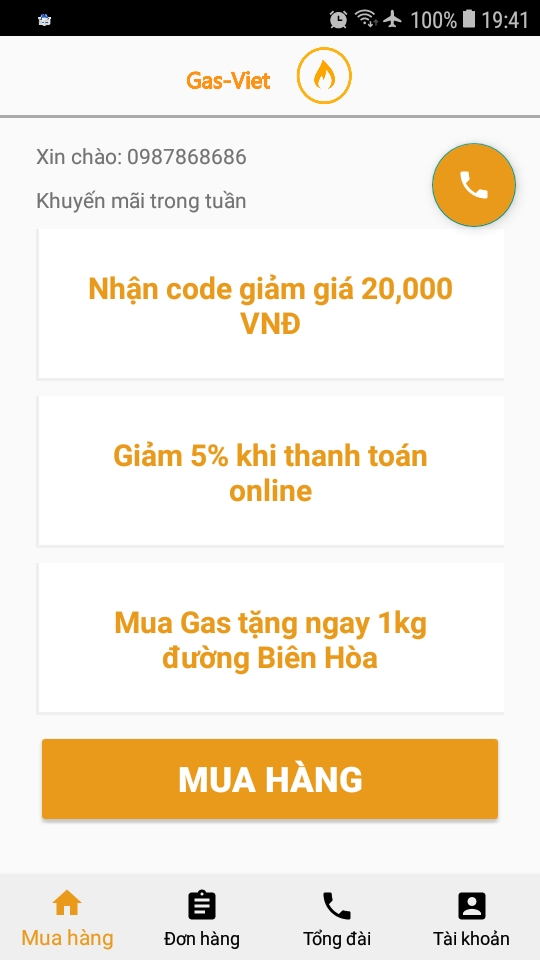 100% 19:41
Gas-Viet
Xin chào: 0987868686
Khuyến mãi trong tuần
Nhận code giảm giá 20,000
VNĐ
Giảm 5% khi thanh toán
online
Mua Gas tặng ngay 1kg
đường Biên Hòa
MUA HÀNG
Mua hàng Đơn hàng Tổng đài Tài khoản